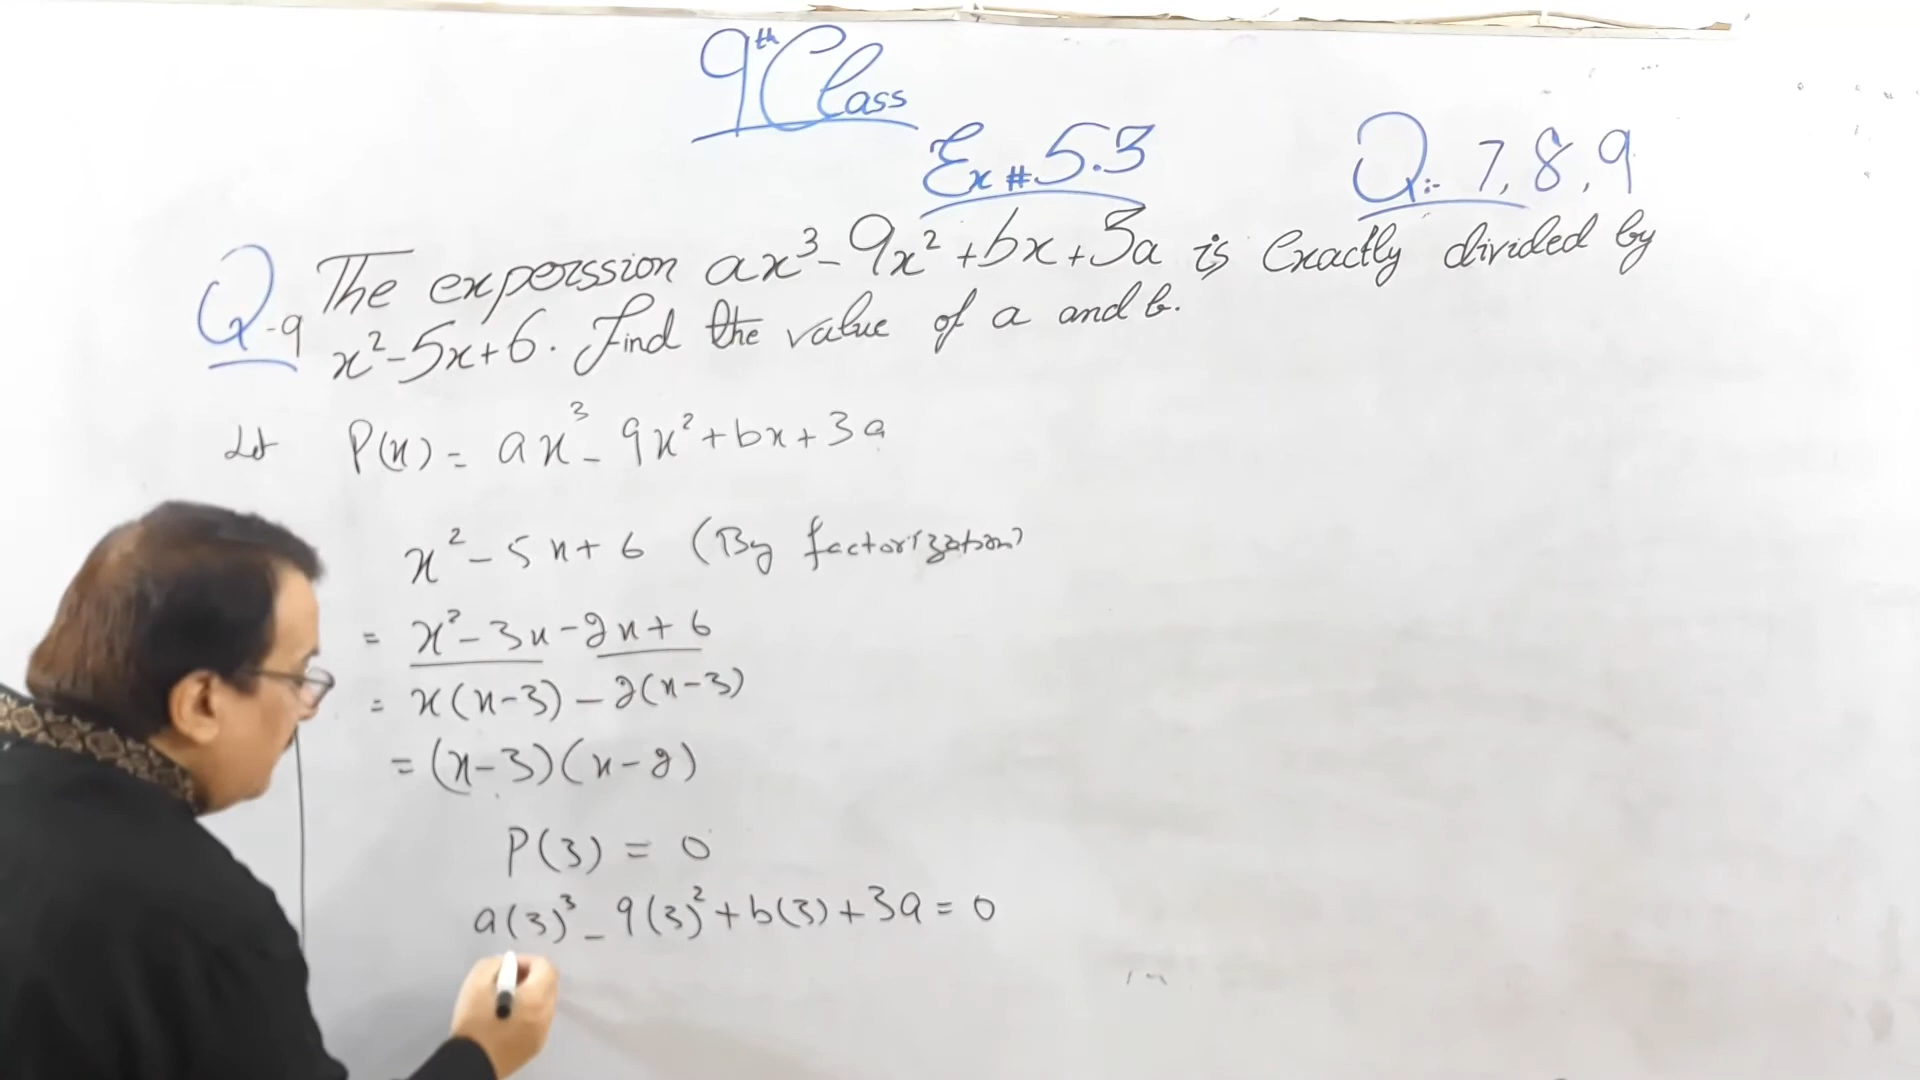 9th Class
Ex # 5.3
Q:- 7, 8, 9
Q-9 The experssion ax³-9x²+bx+3a is Exactly divided by
x²-5x+6. Find the value of a and b.
Let P(x) = ax³-9x²+bx+3a
x²-5x+6 (By factorization)
= x²-3x-2x+6
= x(x-3)-2(x-3)
= (x-3)(x-2)
P(3) = 0
a(3)³-9(3)²+b(3)+3a=0